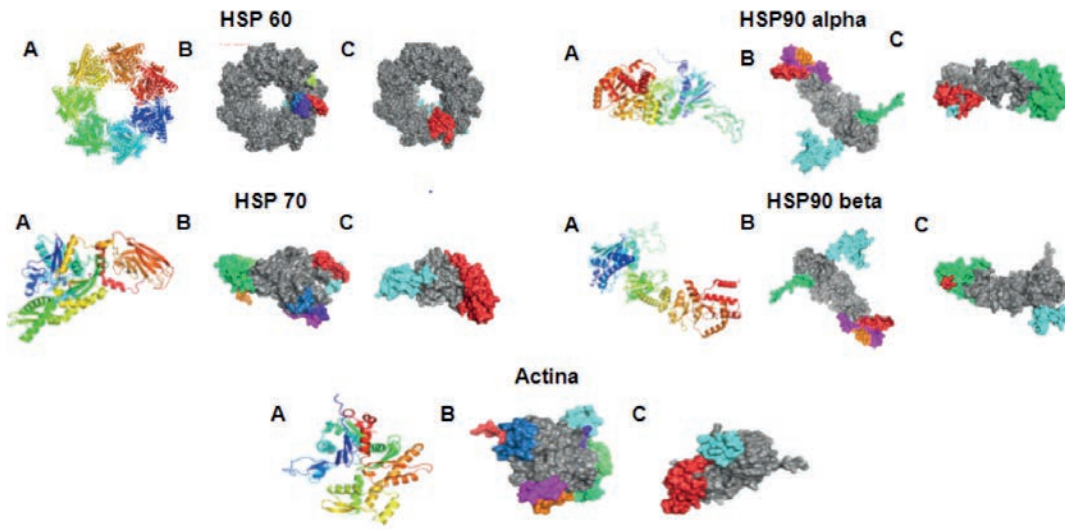 HSP 60
A B C
HSP90 alpha
A B C
HSP 70
A B C
HSP90 beta
A B C
Actina
A B C